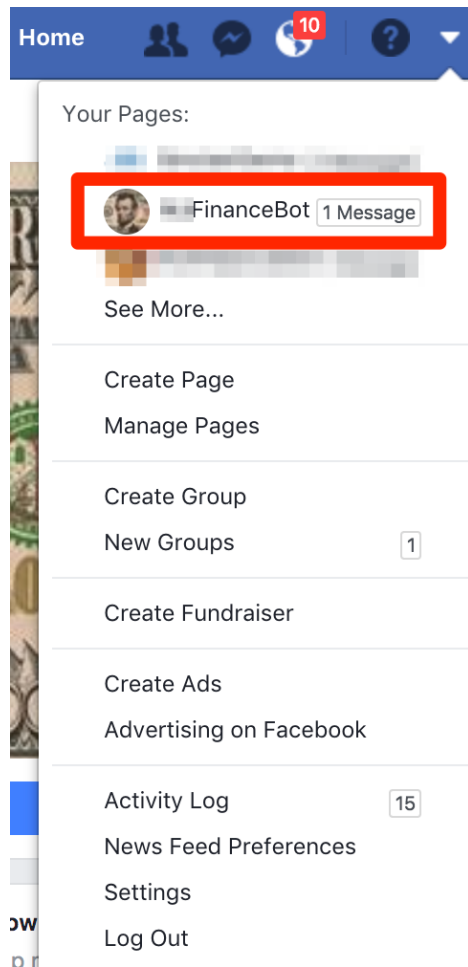 Home
10
Your Pages:
FinanceBot 1 Message
See More...
Create Page
Manage Pages
Create Group
New Groups 1
Create Fundraiser
Create Ads
Advertising on Facebook
Activity Log 15
News Feed Preferences
Settings
Log Out